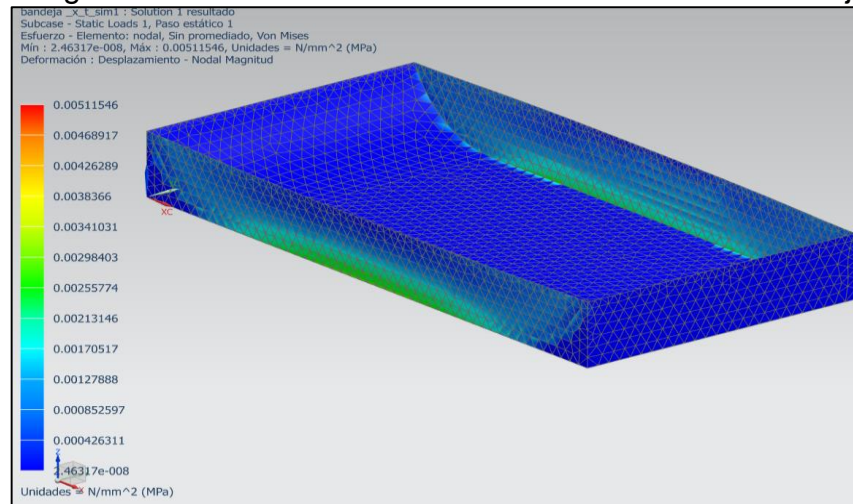 bandeja _x_t_sim1 : Solution 1 resultado
Subcase - Static Loads 1, Paso estático 1
Esfuerzo - Elemento: nodal, Sin promediado, Von Mises
Mín : 2.46317e-008, Máx : 0.00511546, Unidades = N/mm^2 (MPa)
Deformación : Desplazamiento - Nodal Magnitud
0.00511546
0.00468917
0.00426289
0.0038366
0.00341031
0.00298403
0.00255774
0.00213146
0.00170517
0.00127888
0.000852597
0.000426311
2.46317e-008
XC
Z
Unidades = N/mm^2 (MPa)